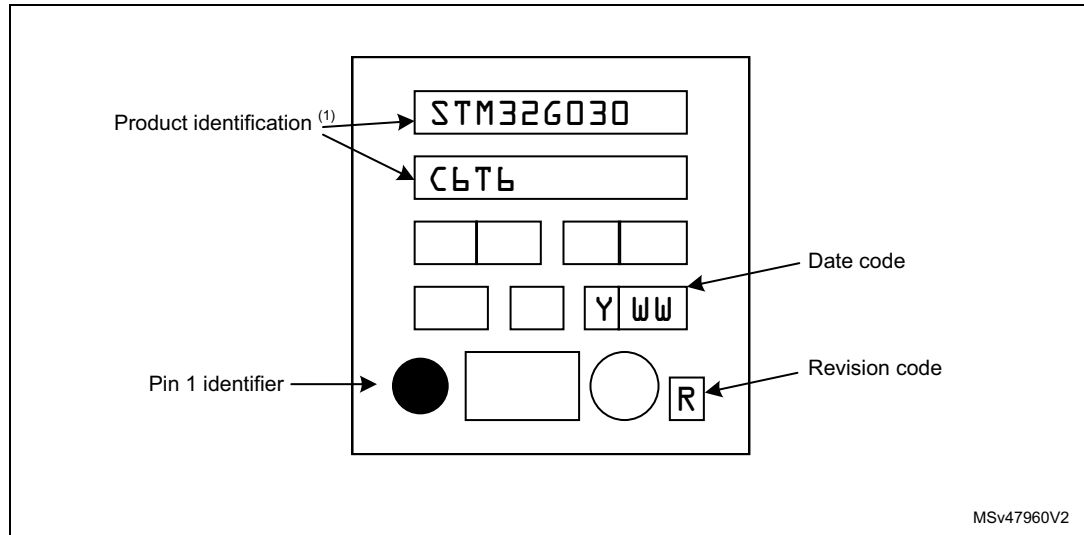 STM32G030
Product identification (1)
C6T6
Date code
Y WW
Pin 1 identifier
Revision code
R
MSv47960V2